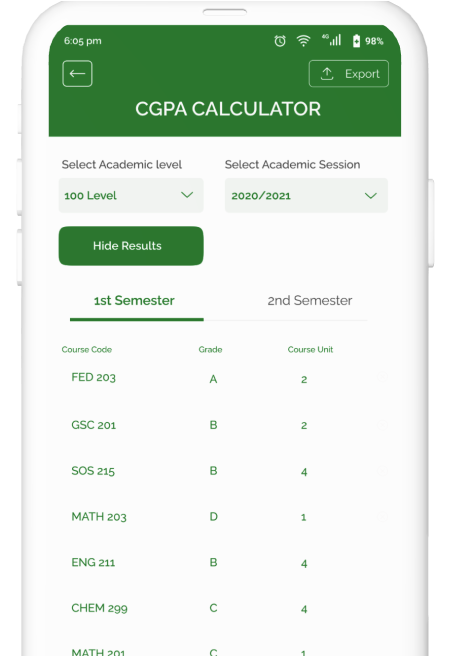 6:05 pm 4G 98%
Export
CGPA CALCULATOR
Select Academic level Select Academic Session
100 Level 2020/2021
Hide Results
1st Semester 2nd Semester
Course Code Grade Course Unit
FED 203 A 2
GSC 201 B 2
SOS 215 B 4
MATH 203 D 1
ENG 211 B 4
CHEM 299 C 4
MATH 201 C 1